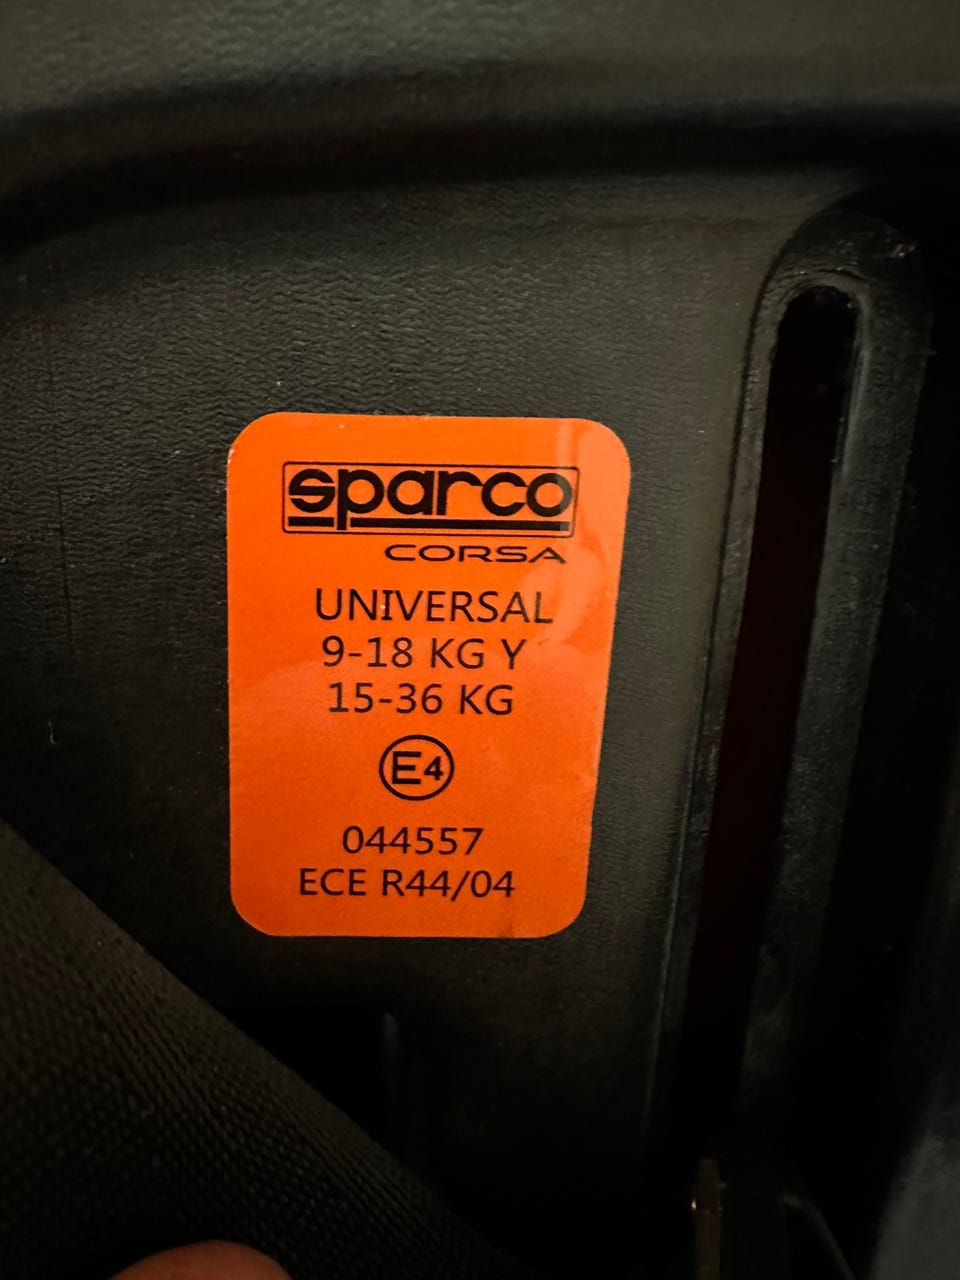 sparco
CORSA
UNIVERSAL
9-18 KG Y
15-36 KG
E4
044557
ECE R44/04